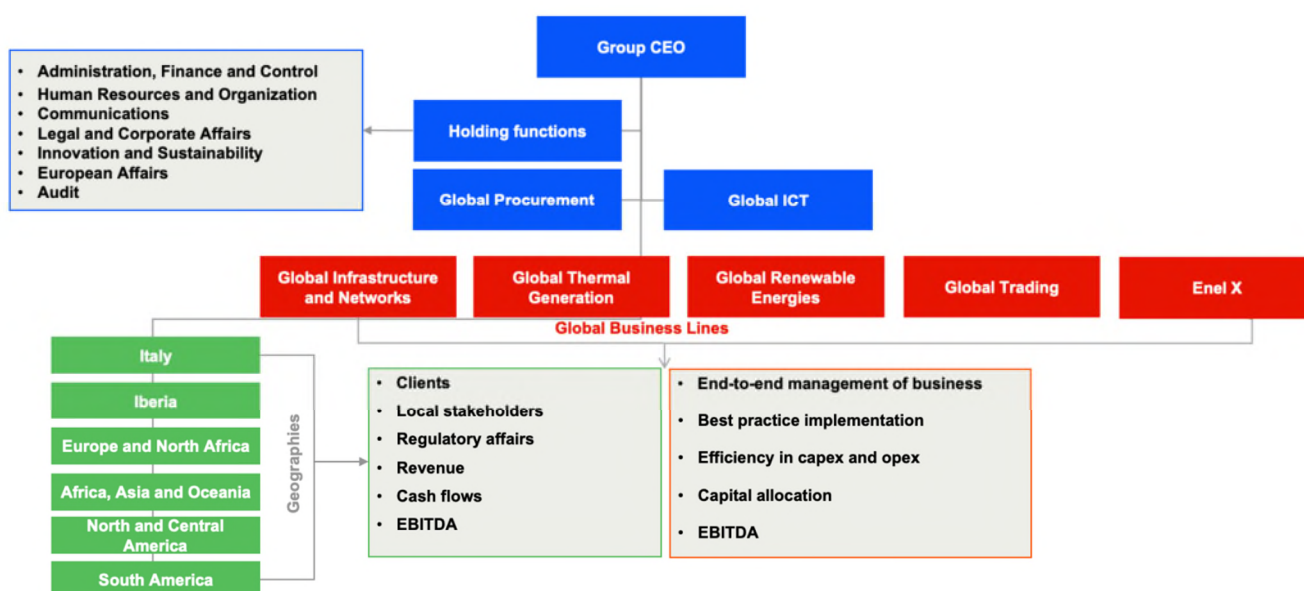 Group CEO
• Administration, Finance and Control
• Human Resources and Organization
• Communications
• Legal and Corporate Affairs
• Innovation and Sustainability
• European Affairs
• Audit
Holding functions
Global Procurement
Global ICT
Global Infrastructure
and Networks
Global Thermal
Generation
Global Renewable
Energies
Global Trading
Enel X
Global Business Lines
Italy
Iberia
Europe and North Africa
Africa, Asia and Oceania
North and Central
America
South America
Geographies
• Clients
• Local stakeholders
• Regulatory affairs
• Revenue
• Cash flows
• EBITDA
• End-to-end management of business
• Best practice implementation
• Efficiency in capex and opex
• Capital allocation
• EBITDA